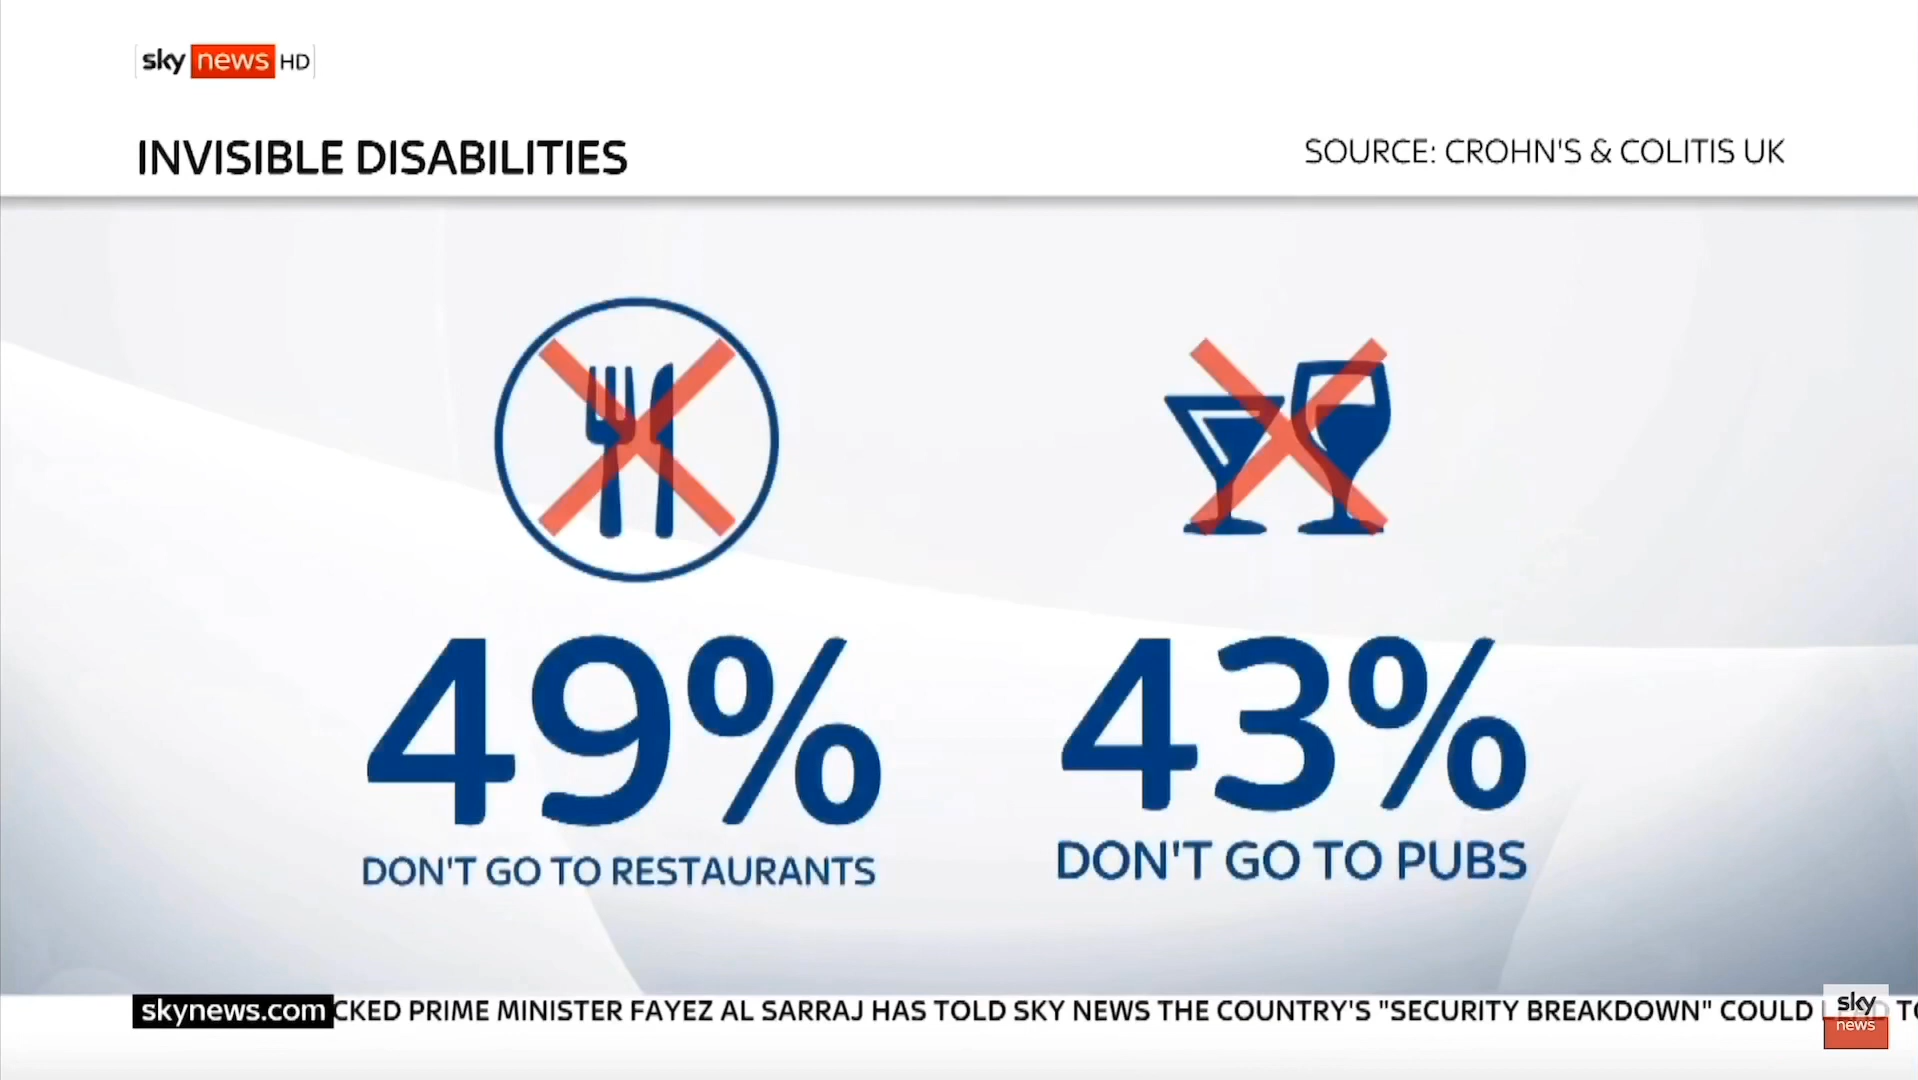 sky news HD
INVISIBLE DISABILITIES
SOURCE: CROHN'S & COLITIS UK
49%
DON'T GO TO RESTAURANTS
43%
DON'T GO TO PUBS
skynews.com CKED PRIME MINISTER FAYEZ AL SARRAJ HAS TOLD SKY NEWS THE COUNTRY'S "SECURITY BREAKDOWN" COULD
sky
news